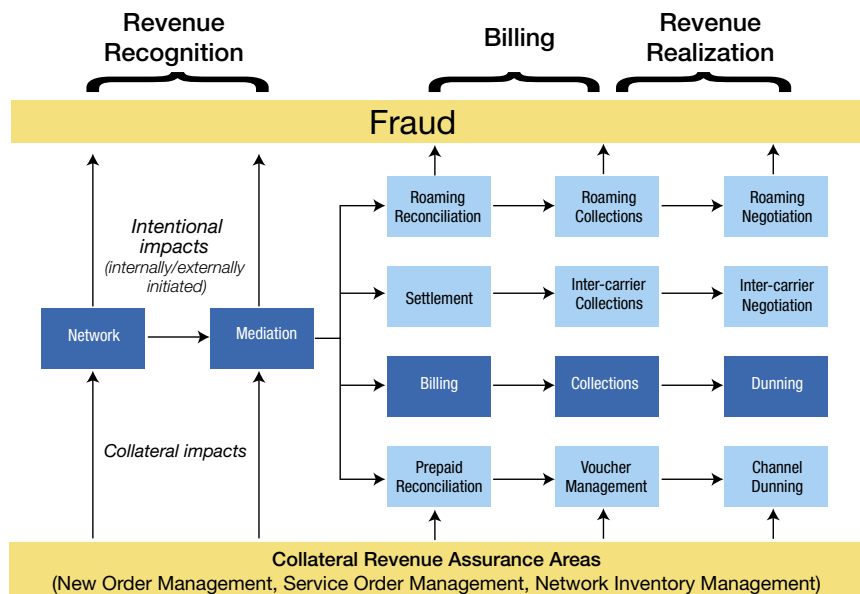 Revenue
Recognition
Billing
Revenue
Realization
Fraud
Intentional
impacts
(internally/externally
initiated)
Roaming
Reconciliation
Roaming
Collections
Roaming
Negotiation
Settlement
Inter-carrier
Collections
Inter-carrier
Negotiation
Network
Mediation
Billing
Collections
Dunning
Collateral impacts
Prepaid
Reconciliation
Voucher
Management
Channel
Dunning
Collateral Revenue Assurance Areas
(New Order Management, Service Order Management, Network Inventory Management)